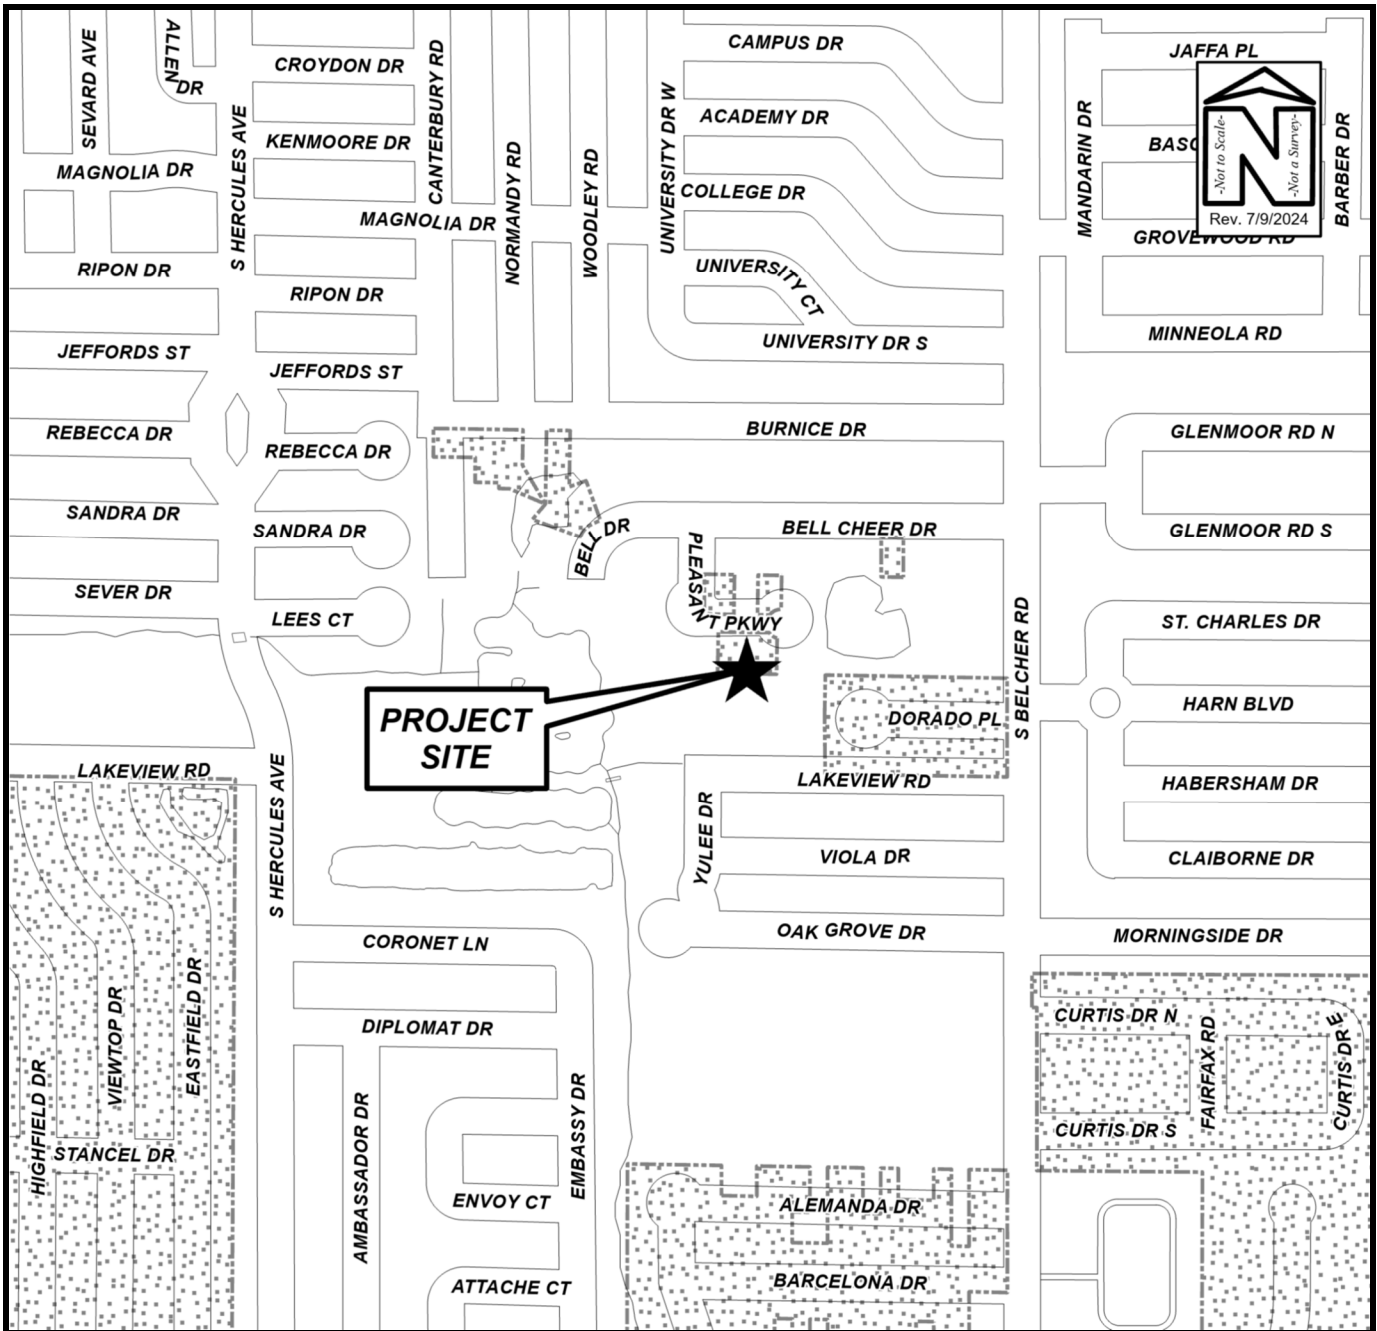 CAMPUS DR
JAFFA PL
SEVARD AVE
ALLEN DR
CROYDON DR
CANTERBURY RD
S HERCULES AVE
UNIVERSITY DR W
ACADEMY DR
MANDARIN DR
-Not to Scale-
N
-Not a Survey-
Rev. 7/9/2024
BARBER DR
KENMOORE DR
NORMANDY RD
WOODLEY RD
MAGNOLIA DR
COLLEGE DR
MAGNOLIA DR
GROVEWOOD RD
RIPON DR
UNIVERSITY CT
RIPON DR
MINNEOLA RD
UNIVERSITY DR S
JEFFORDS ST
JEFFORDS ST
REBECCA DR
BURNICE DR
GLENMOOR RD N
REBECCA DR
SANDRA DR
SANDRA DR
BELL DR
BELL CHEER DR
GLENMOOR RD S
PLEASANT PKWY
SEVER DR
LEES CT
S BELCHER RD
ST. CHARLES DR
HARN BLVD
PROJECT
SITE
DORADO PL
LAKEVIEW RD
LAKEVIEW RD
HABERSHAM DR
S HERCULES AVE
YULEE DR
VIOLA DR
CLAIBORNE DR
CORONET LN
OAK GROVE DR
MORNINGSIDE DR
DIPLOMAT DR
CURTIS DR N
VIEWTOP DR
EASTFIELD DR
FAIRFAX RD
CURTIS DR E
HIGHFIELD DR
STANCEL DR
AMBASSADOR DR
EMBASSY DR
CURTIS DR S
ENVOY CT
ALEMANDA DR
ATTACHE CT
BARCELONA DR